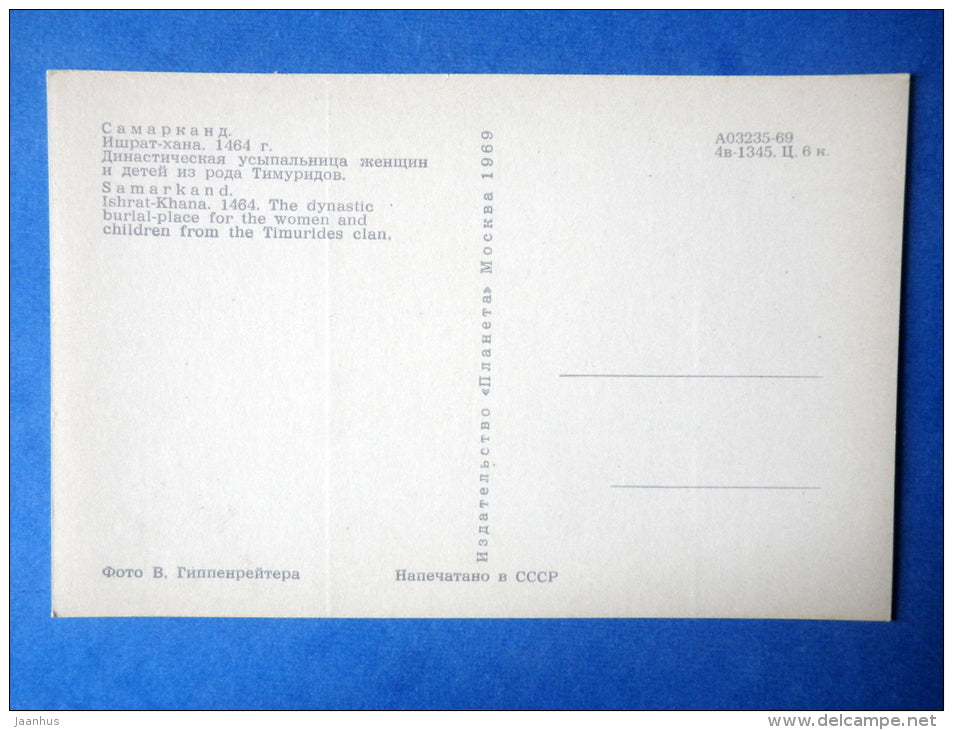 Самарканд.
Ишрат-хана. 1464 г.
Династическая усыпальница женщин
и детей из рода Тимуридов.
Samarkand.
Ishrat-Khana. 1464. The dynastic
burial-place for the women and
children from the Timurides clan.
Издательство «Планета» Москва 1969
А03235-69
4в-1345. Ц. 6 к.
Фото В. Гиппенрейтера
Напечатано в СССР
jaanhus
www.delcampe.net